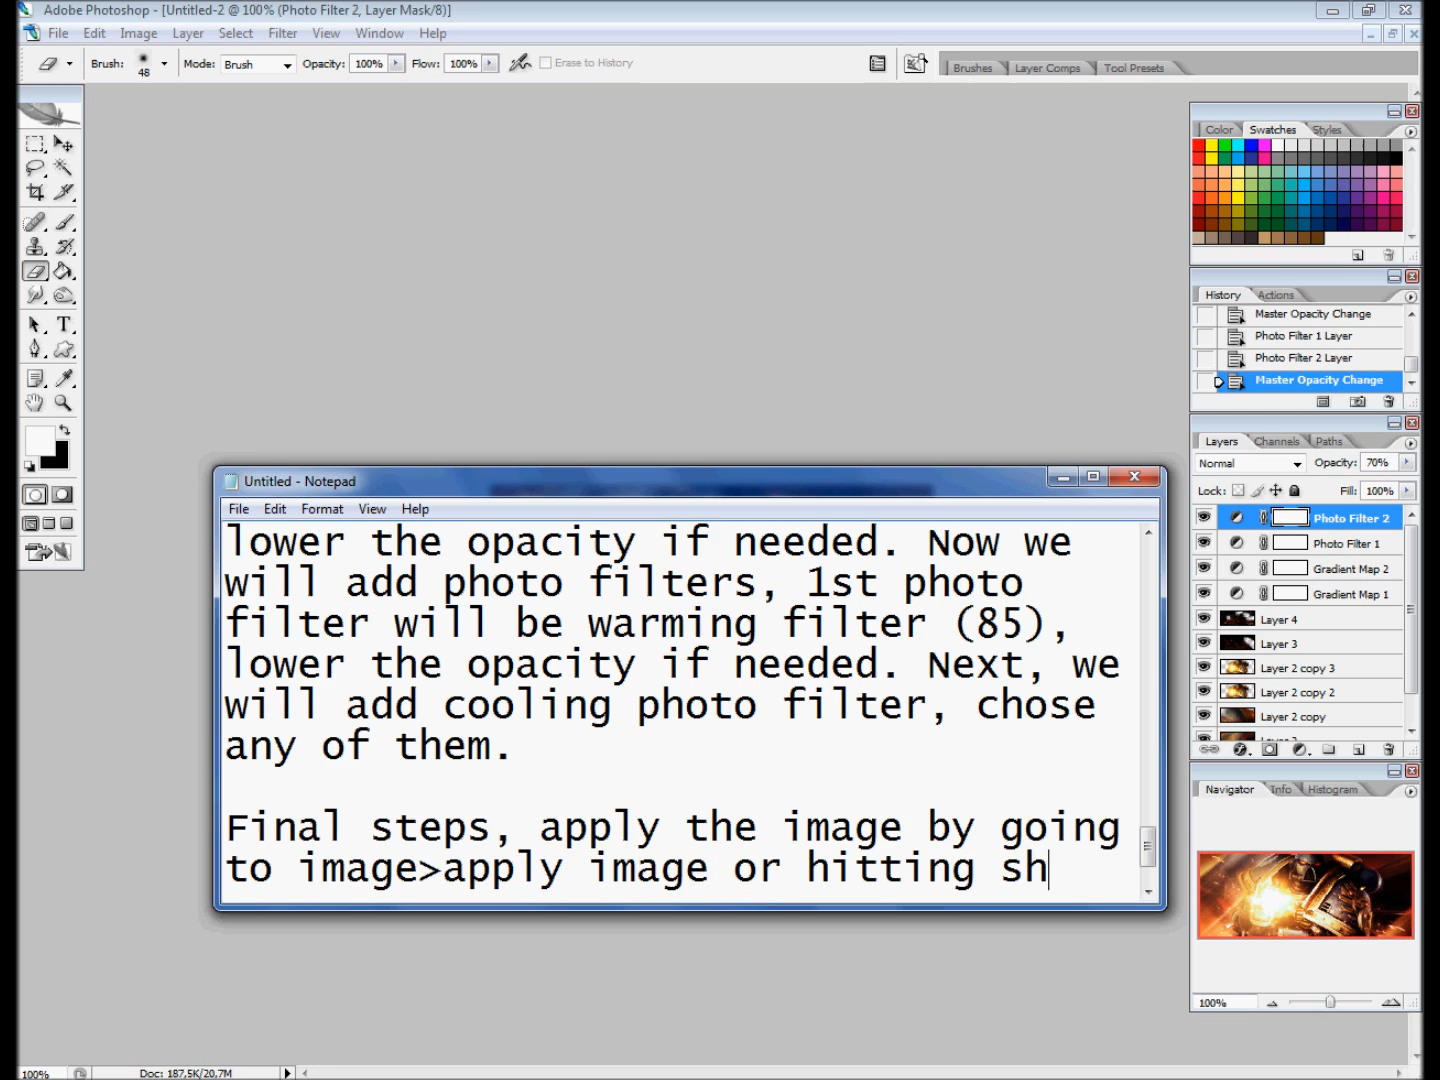 Adobe Photoshop - [Untitled-2 @ 100% (Photo Filter 2, Layer Mask/8)]
File Edit Image Layer Select Filter View Window Help
Brush: 48 Mode: Brush Opacity: 100% Flow: 100% Erase to History
Brushes Layer Comps Tool Presets
Color Swatches Styles
History Actions
Master Opacity Change
Photo Filter 1 Layer
Photo Filter 2 Layer
Master Opacity Change
Layers Channels Paths
Normal Opacity: 70%
Lock: Fill: 100%
Photo Filter 2
Photo Filter 1
Gradient Map 2
Gradient Map 1
Layer 4
Layer 3
Layer 2 copy 3
Layer 2 copy 2
Layer 2 copy
Navigator Info Histogram
100%
Untitled - Notepad
File Edit Format View Help
lower the opacity if needed. Now we
will add photo filters, 1st photo
filter will be warming filter (85),
lower the opacity if needed. Next, we
will add cooling photo filter, chose
any of them.
Final steps, apply the image by going
to image>apply image or hitting sh
100% Doc: 187,5K/20,7M